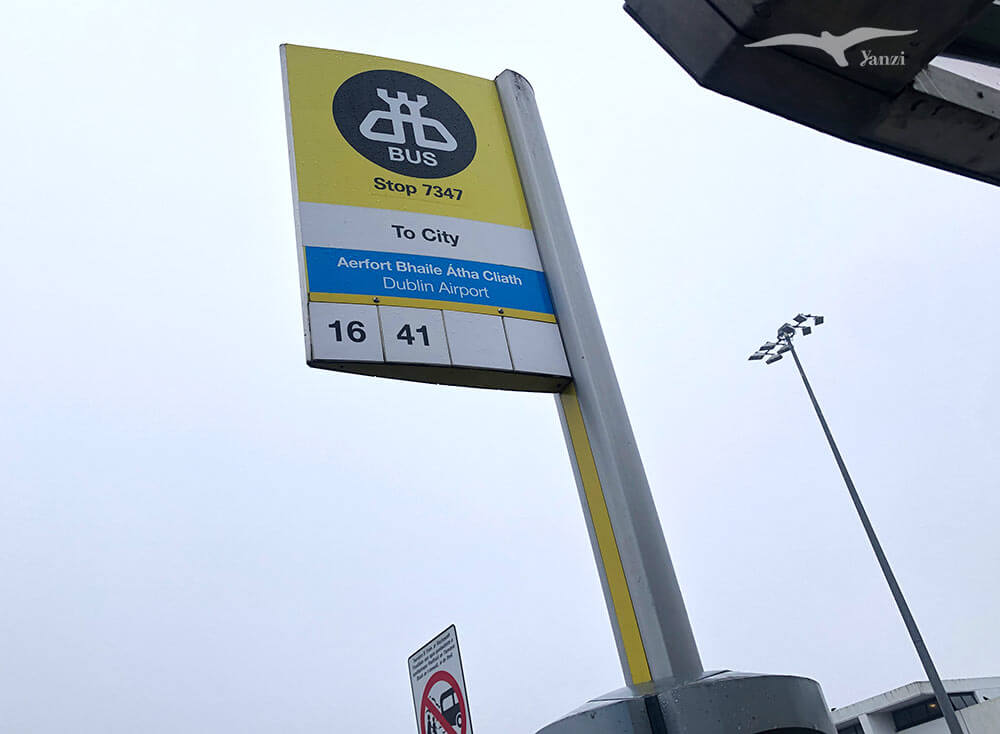 Yanzi
BUS
Stop 7347
To City
Aerfort Bhaile Átha Cliath
Dublin Airport
16 41